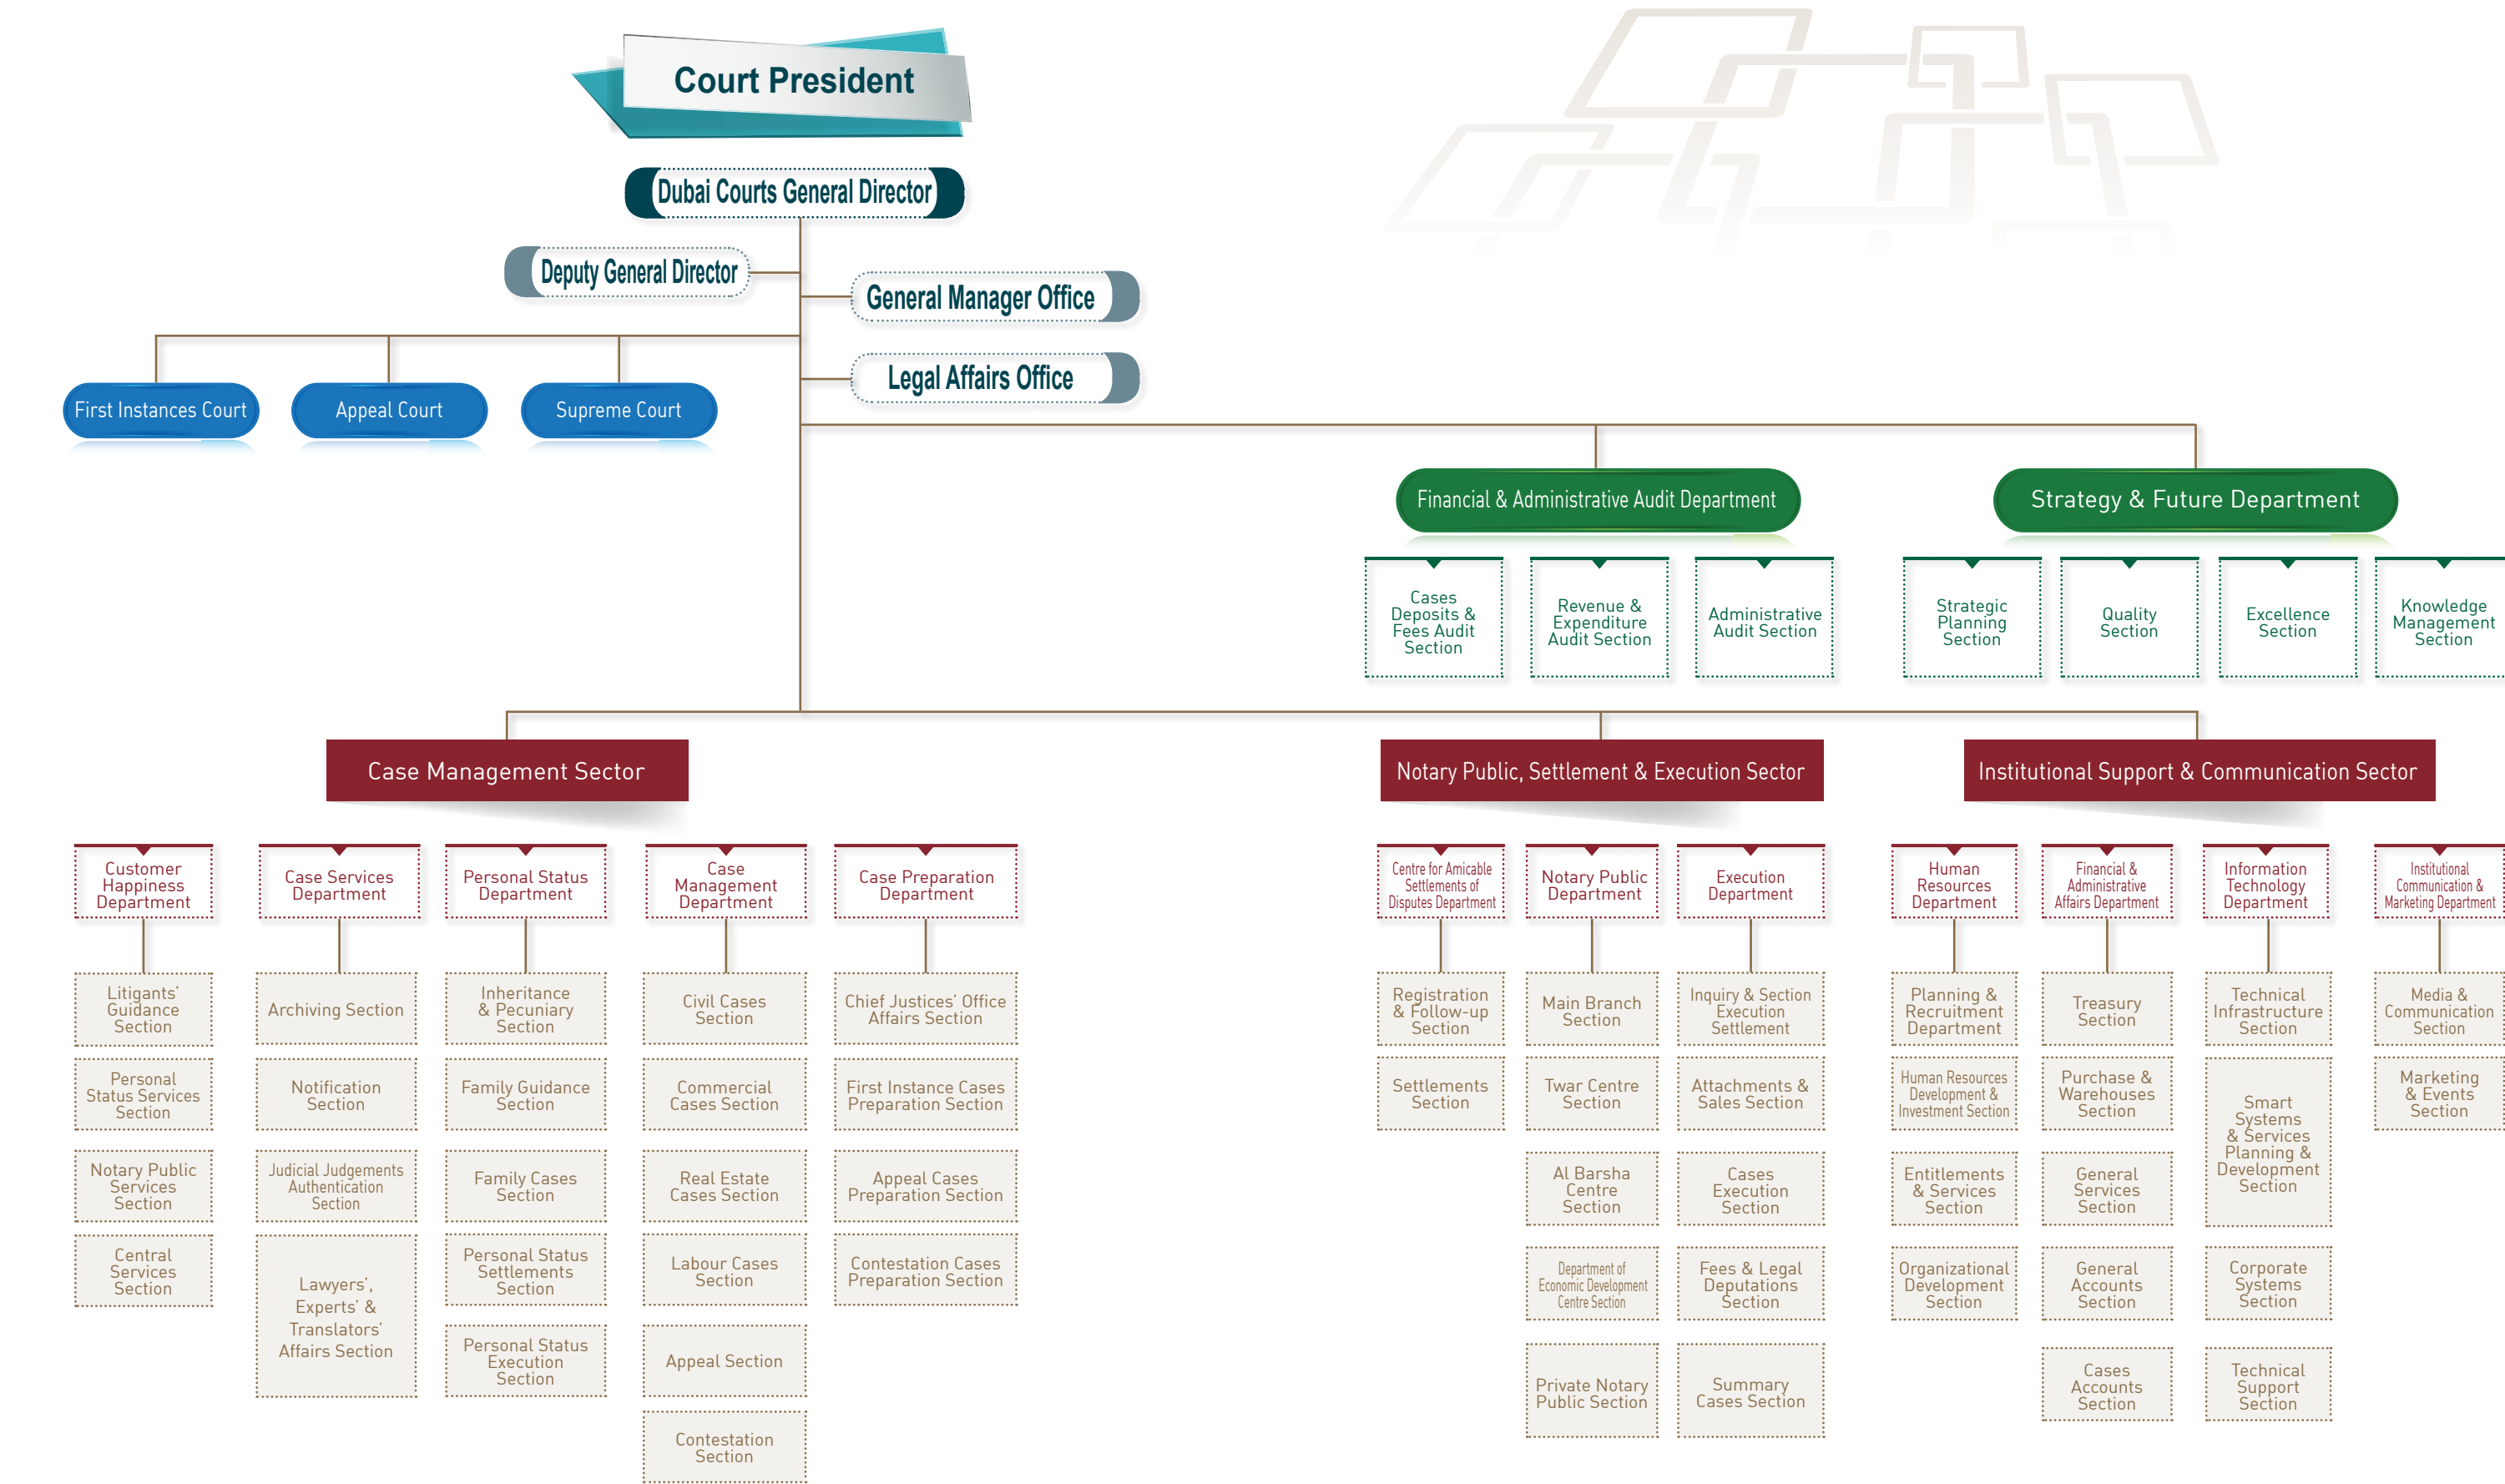 Court President
Dubai Courts General Director
Deputy General Director
General Manager Office
Legal Affairs Office
First Instances Court
Appeal Court
Supreme Court
Financial & Administrative Audit Department
Strategy & Future Department
Cases
Deposits &
Fees Audit
Section
Revenue &
Expenditure
Audit Section
Administrative
Audit Section
Strategic
Planning
Section
Quality
Section
Excellence
Section
Knowledge
Management
Section
Case Management Sector
Notary Public, Settlement & Execution Sector
Institutional Support & Communication Sector
Customer
Happiness
Department
Litigants'
Guidance
Section
Personal
Status Services
Section
Notary Public
Services
Section
Central
Services
Section
Case Services
Department
Archiving Section
Notification
Section
Judicial Judgements
Authentication
Section
Lawyers',
Experts' &
Translators'
Affairs Section
Personal Status
Department
Inheritance
& Pecuniary
Section
Family Guidance
Section
Family Cases
Section
Personal Status
Settlements
Section
Personal Status
Execution
Section
Case
Management
Department
Civil Cases
Section
Commercial
Cases Section
Real Estate
Cases Section
Labour Cases
Section
Appeal Section
Contestation
Section
Case Preparation
Department
Chief Justices' Office
Affairs Section
First Instance Cases
Preparation Section
Appeal Cases
Preparation Section
Contestation Cases
Preparation Section
Centre for Amicable
Settlements of
Disputes Department
Registration
& Follow-up
Section
Settlements
Section
Notary Public
Department
Main Branch
Section
Twar Centre
Section
Al Barsha
Centre
Section
Department of
Economic Development
Centre Section
Private Notary
Public Section
Execution
Department
Inquiry & Section
Execution
Settlement
Attachments &
Sales Section
Cases
Execution
Section
Fees & Legal
Deputations
Section
Summary
Cases Section
Human
Resources
Department
Planning &
Recruitment
Department
Human Resources
Development &
Investment Section
Entitlements
& Services
Section
Organizational
Development
Section
Financial &
Administrative
Affairs Department
Treasury
Section
Purchase &
Warehouses
Section
General
Services
Section
General
Accounts
Section
Cases
Accounts
Section
Information
Technology
Department
Technical
Infrastructure
Section
Smart
Systems
& Services
Planning &
Development
Section
Corporate
Systems
Section
Technical
Support
Section
Institutional
Communication &
Marketing Department
Media &
Communication
Section
Marketing
& Events
Section